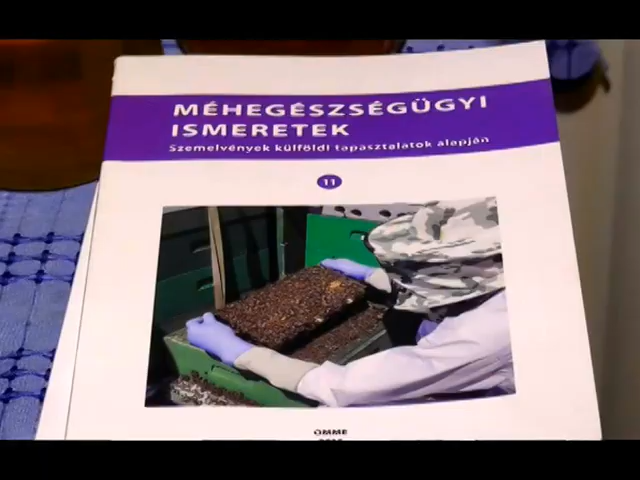 MÉHEGÉSZSÉGÜGYI
ISMERETEK
Szemelvények külföldi tapasztalatok alapján
11
OMME